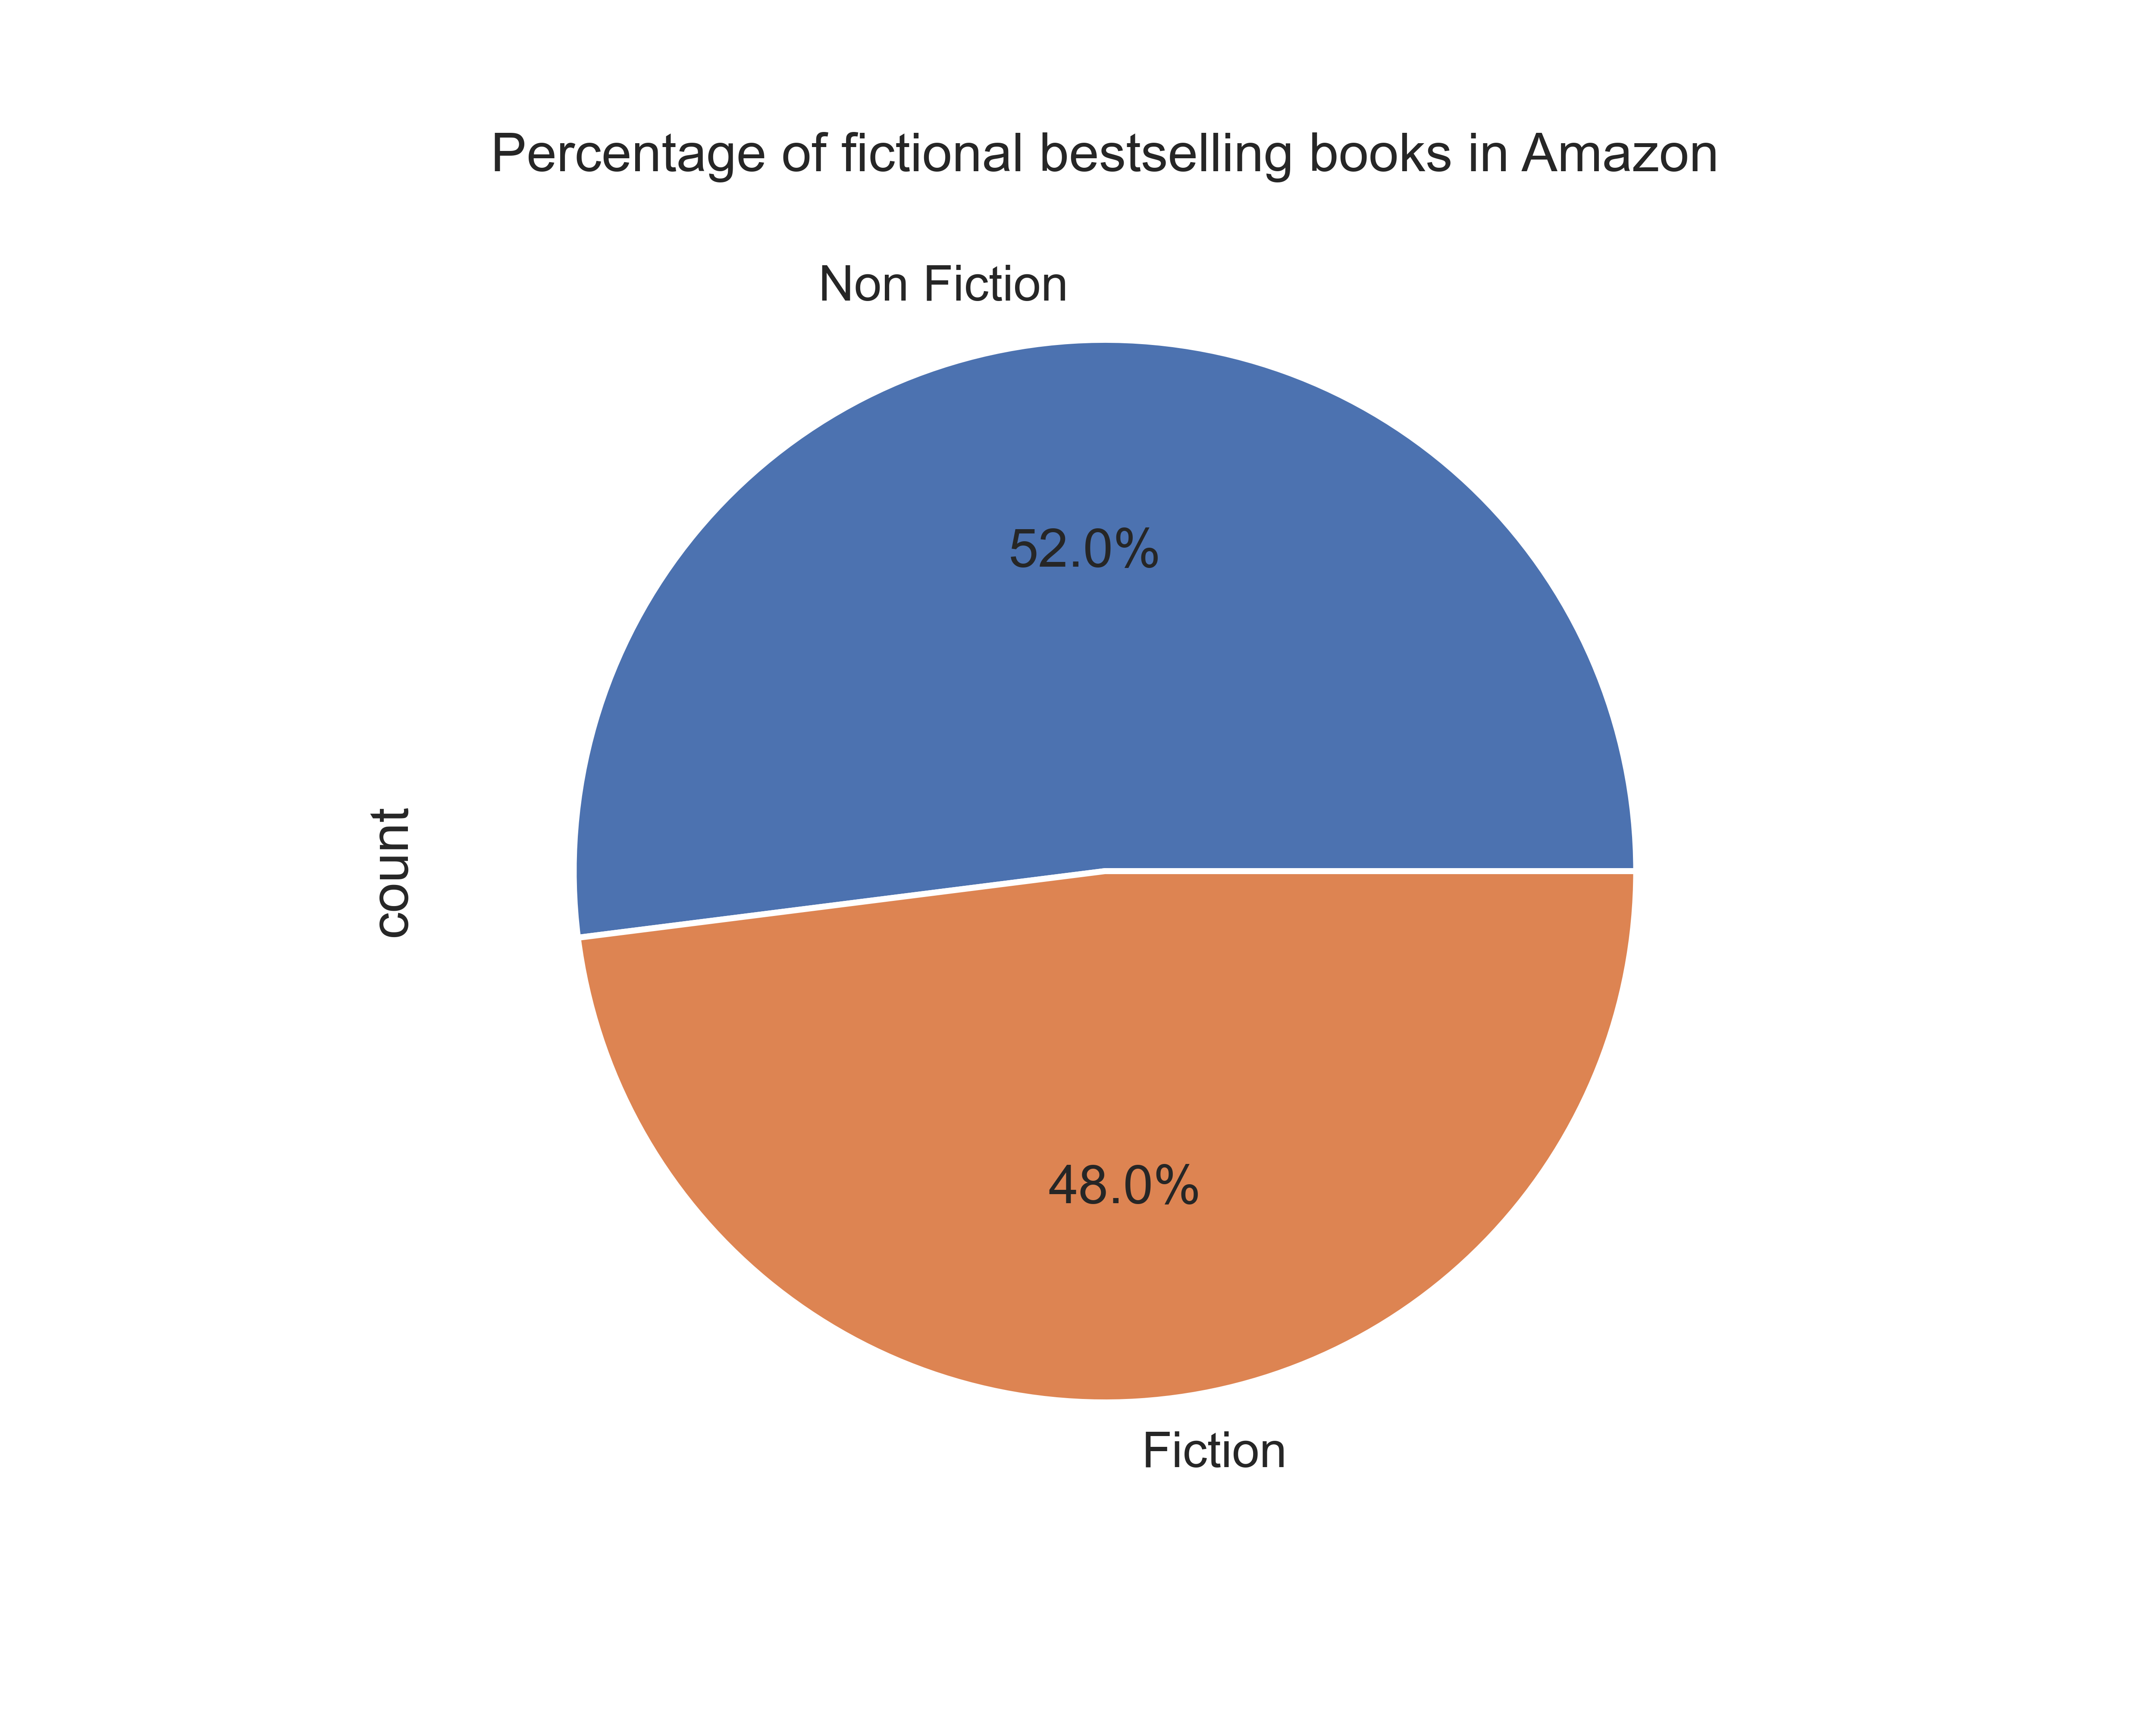 Percentage of fictional bestselling books in Amazon
Non Fiction
52.0%
count
48.0%
Fiction